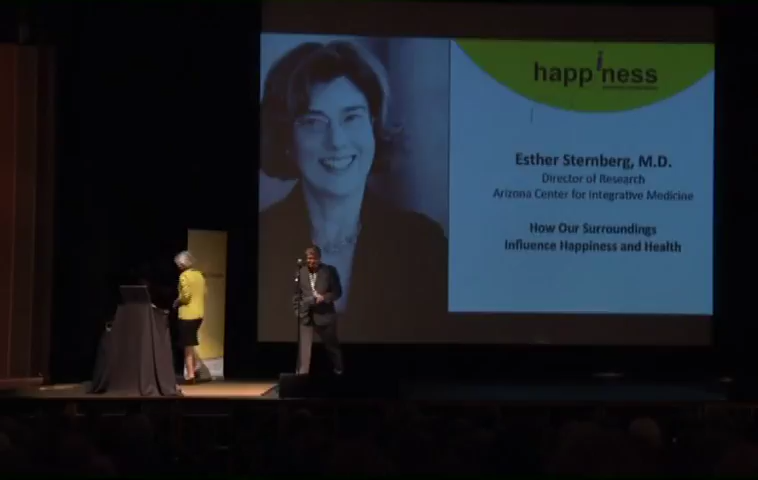 happiness
Esther Sternberg, M.D.
Director of Research
Arizona Center for Integrative Medicine
How Our Surroundings
Influence Happiness and Health